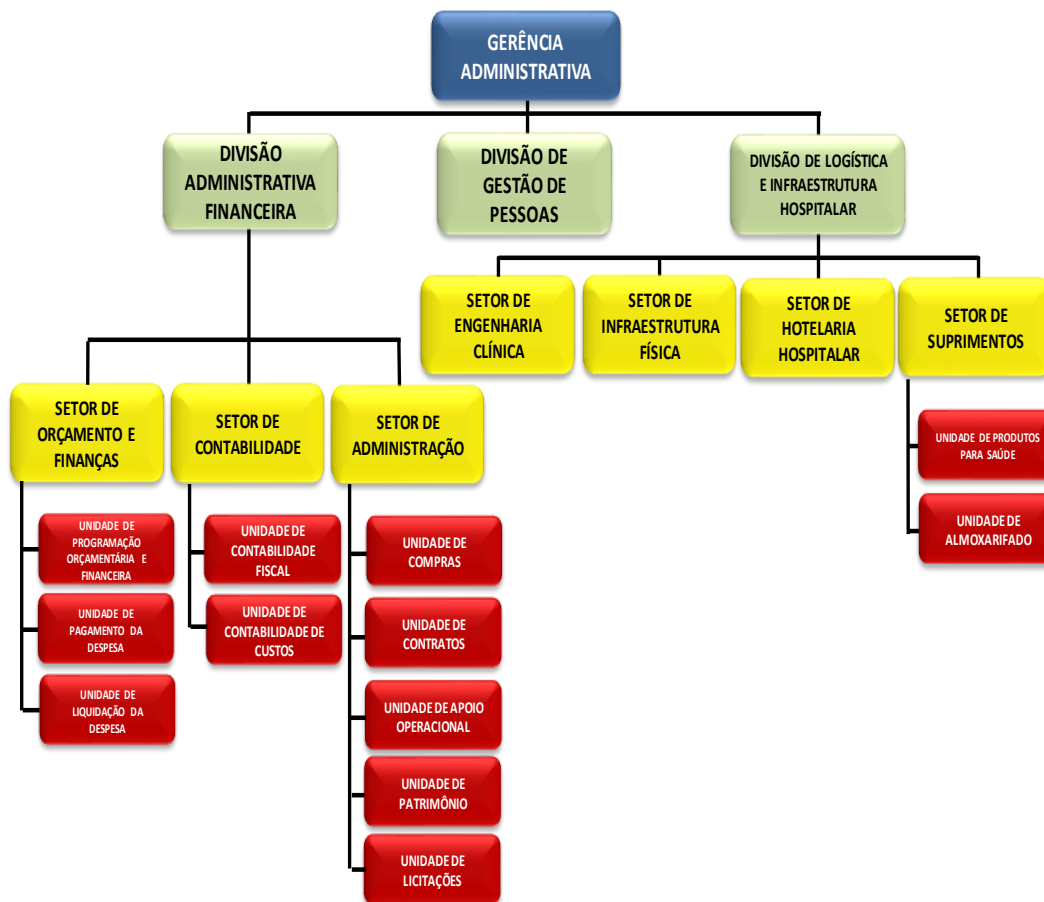 GERÊNCIA
ADMINISTRATIVA
DIVISÃO
ADMINISTRATIVA
FINANCEIRA
DIVISÃO DE
GESTÃO DE
PESSOAS
DIVISÃO DE LOGÍSTICA
E INFRAESTRUTURA
HOSPITALAR
SETOR DE
ENGENHARIA
CLÍNICA
SETOR DE
INFRAESTRUTURA
FÍSICA
SETOR DE
HOTELARIA
HOSPITALAR
SETOR DE
SUPRIMENTOS
SETOR DE
ORÇAMENTO E
FINANÇAS
SETOR DE
CONTABILIDADE
SETOR DE
ADMINISTRAÇÃO
UNIDADE DE PRODUTOS
PARA SAÚDE
UNIDADE DE
ALMOXARIFADO
UNIDADE DE
PROGRAMAÇÃO
ORÇAMENTÁRIA E
FINANCEIRA
UNIDADE DE
PAGAMENTO DA
DESPESA
UNIDADE DE
LIQUIDAÇÃO DA
DESPESA
UNIDADE DE
CONTABILIDADE
FISCAL
UNIDADE DE
CONTABILIDADE DE
CUSTOS
UNIDADE DE
COMPRAS
UNIDADE DE
CONTRATOS
UNIDADE DE APOIO
OPERACIONAL
UNIDADE DE
PATRIMÔNIO
UNIDADE DE
LICITAÇÕES